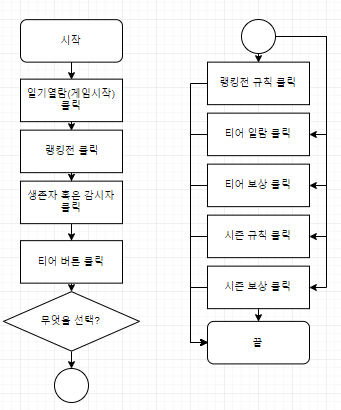 시작
일기열람(게임시작)
클릭
랭킹전 클릭
생존자 혹은 감시자
클릭
티어 버튼 클릭
무엇을 선택?
랭킹전 규칙 클릭
티어 일람 클릭
티어 보상 클릭
시즌 규칙 클릭
시즌 보상 클릭
끝